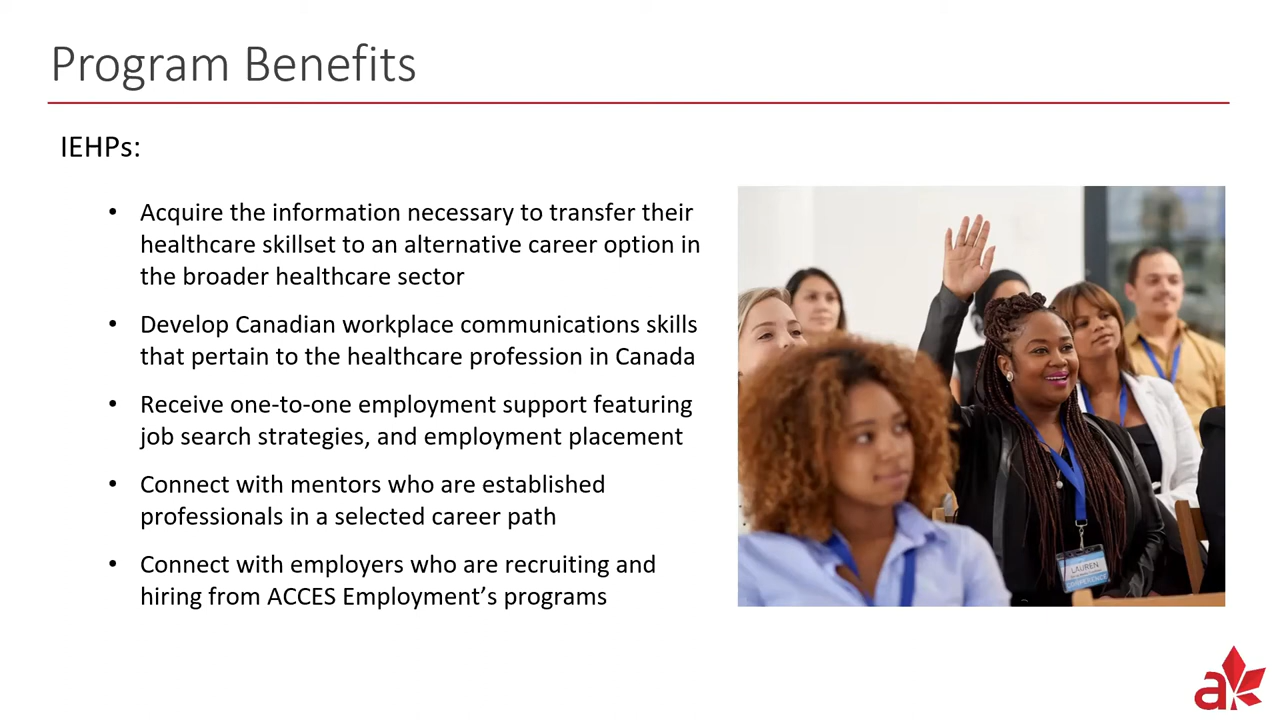 Program Benefits
IEHPs:
• Acquire the information necessary to transfer their
healthcare skillset to an alternative career option in
the broader healthcare sector
• Develop Canadian workplace communications skills
that pertain to the healthcare profession in Canada
• Receive one-to-one employment support featuring
job search strategies, and employment placement
• Connect with mentors who are established
professionals in a selected career path
• Connect with employers who are recruiting and
hiring from ACCES Employment’s programs
LAUREN
CONFERENCE
a